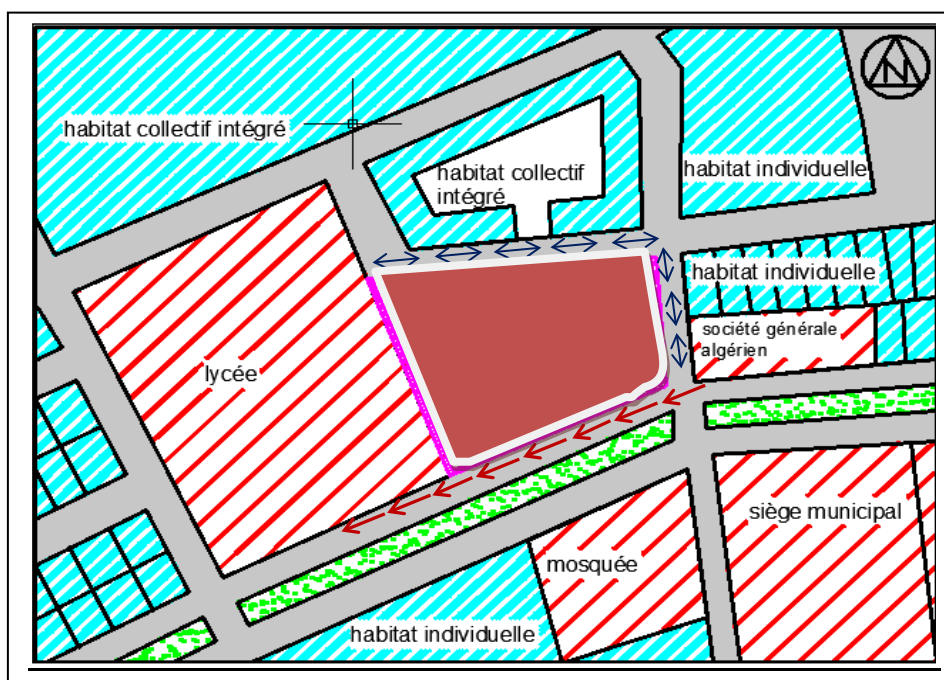 N
habitat collectif intégré
habitat collectif
intégré
habitat individuelle
habitat individuelle
société générale
algérien
lycée
siège municipal
mosquée
habitat individuelle